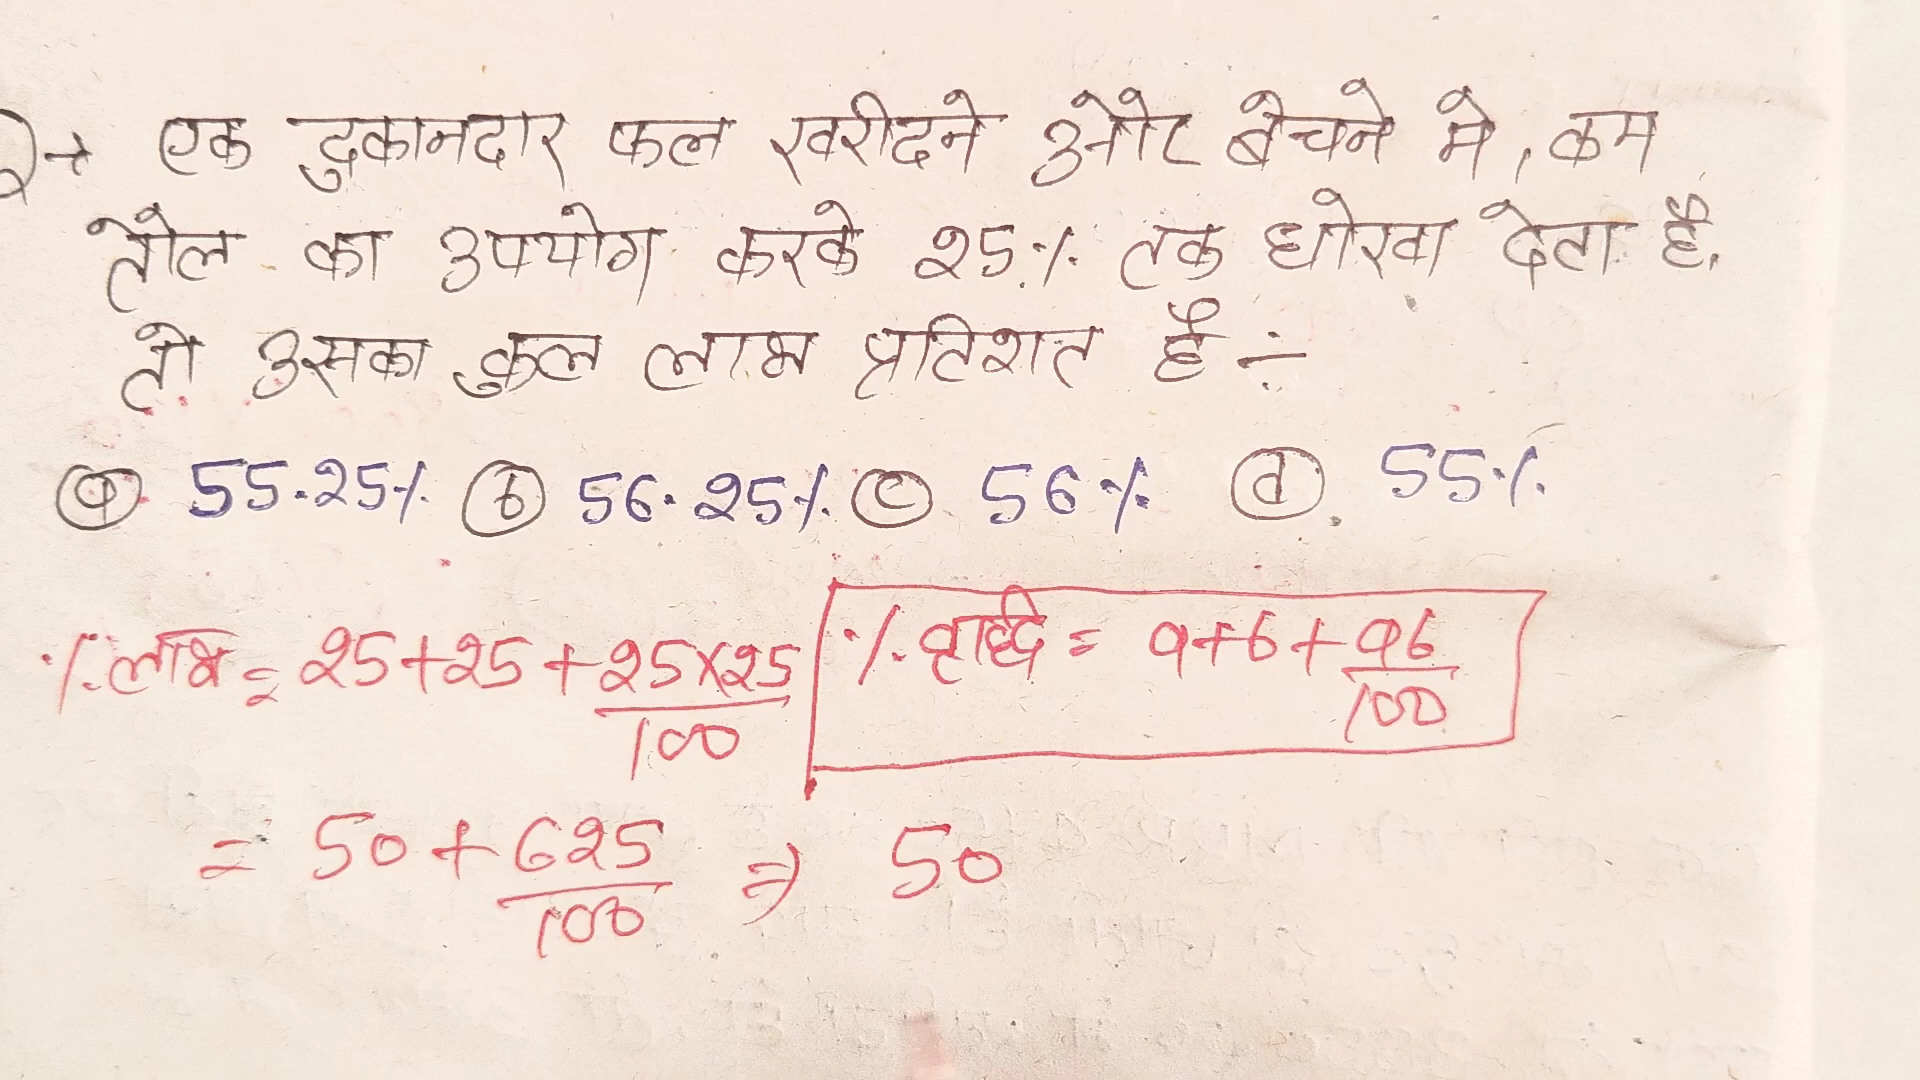 Q)→ एक दुकानदार फल खरीदने और बेचने मे, कम
तौल का उपयोग करके 25% तक धोखा देता है,
तो उसका कुल लाभ प्रतिशत है ÷
(a) 55.25% (b) 56.25% (c) 56% (d) 55%
% लाभ = 25+25+25×25/100 % वृद्धि = a+b+ab/100
= 50+625/100 ⇒ 50